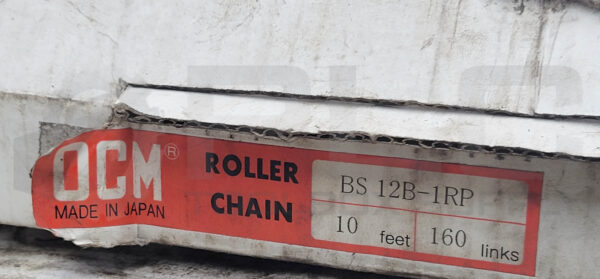 OCM®
MADE IN JAPAN
ROLLER
CHAIN
BS 12B-1RP
10 feet 160 links